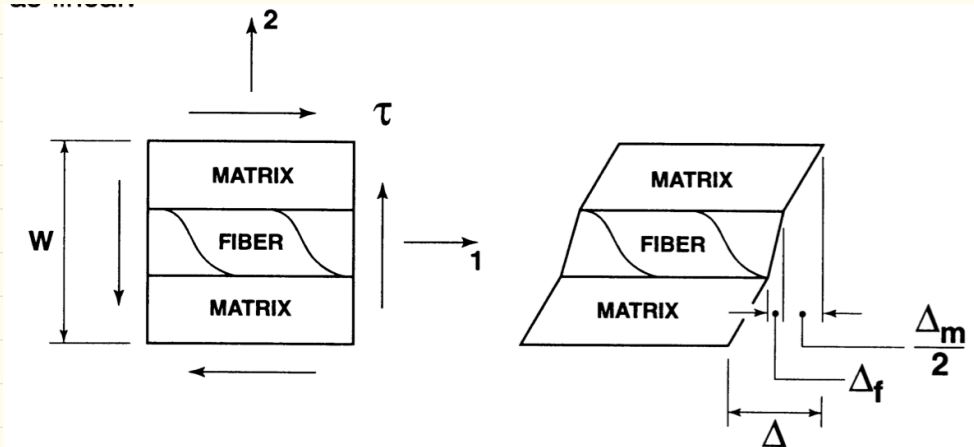 2
τ
MATRIX
W
FIBER
1
MATRIX
MATRIX
FIBER
MATRIX
Δm
2
Δf
Δ